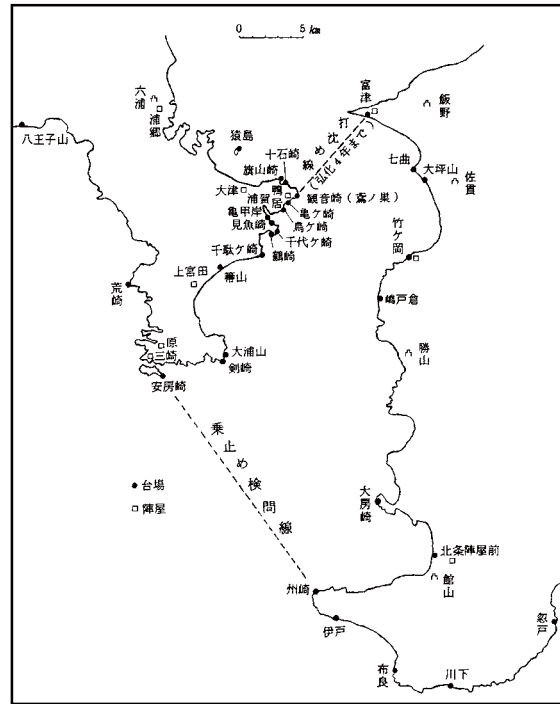 0 5 km
六浦
浦郷
八王子山
猿島
富津
飯野
打沈め線
(弘化4年まで)
十石崎
旗山崎
七曲
大坪山
佐貫
大津
浦賀
鴨居
観音崎(鳶ノ巣)
亀ケ崎
亀甲岸
見魚崎
鳥ケ崎
千代ケ崎
竹ケ岡
千駄ケ崎
鶴崎
上宮田
箒山
荒崎
嶋戸倉
原
三崎
大浦山
剣崎
勝山
安房崎
乗止め検問線
台場
陣屋
大房崎
北条陣屋前
館山
州崎
伊戸
忽戸
布良
川下